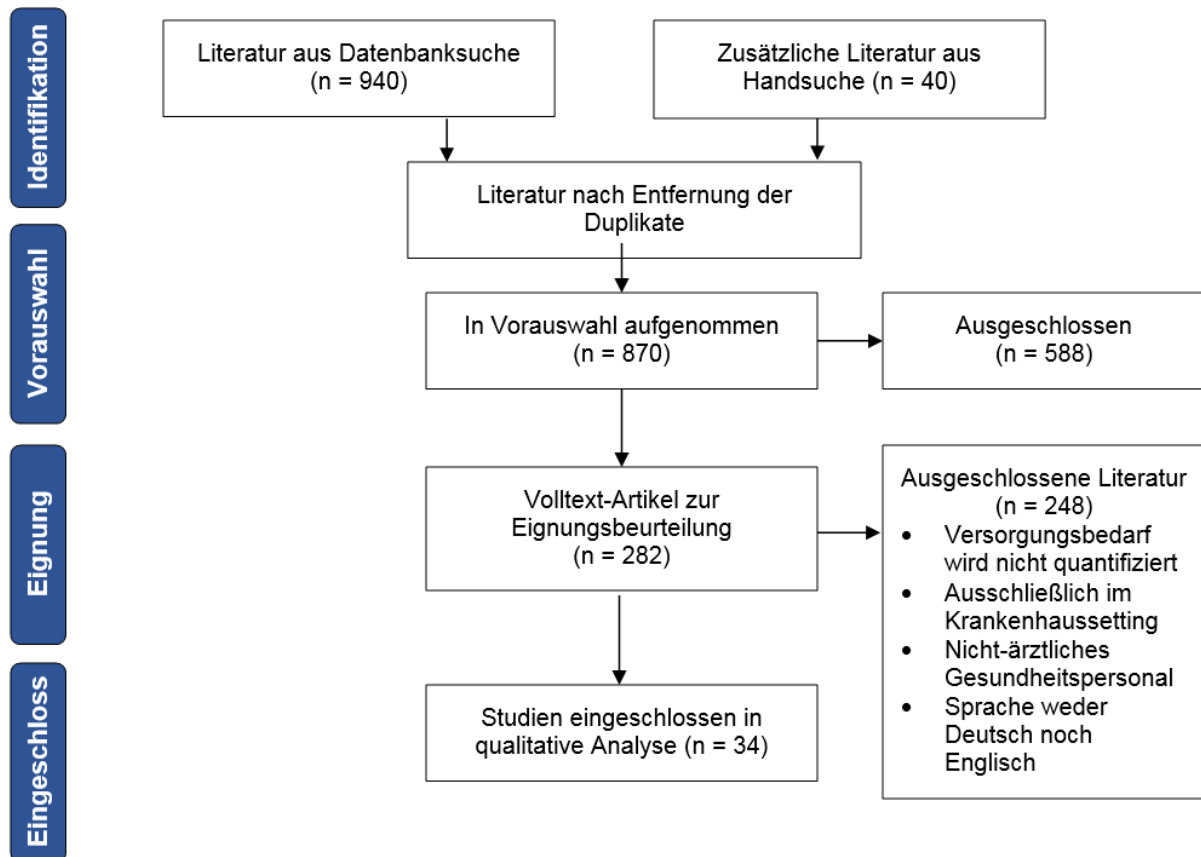 Identifikation
Literatur aus Datenbanksuche
(n = 940)
Zusätzliche Literatur aus
Handsuche (n = 40)
Literatur nach Entfernung der
Duplikate
Vorauswahl
In Vorauswahl aufgenommen
(n = 870)
Ausgeschlossen
(n = 588)
Eignung
Volltext-Artikel zur
Eignungsbeurteilung
(n = 282)
Ausgeschlossene Literatur
(n = 248)
• Versorgungsbedarf
wird nicht quantifiziert
• Ausschließlich im
Krankenhaussetting
• Nicht-ärztliches
Gesundheitspersonal
• Sprache weder
Deutsch noch
Englisch
Eingeschloss
Studien eingeschlossen in
qualitative Analyse (n = 34)